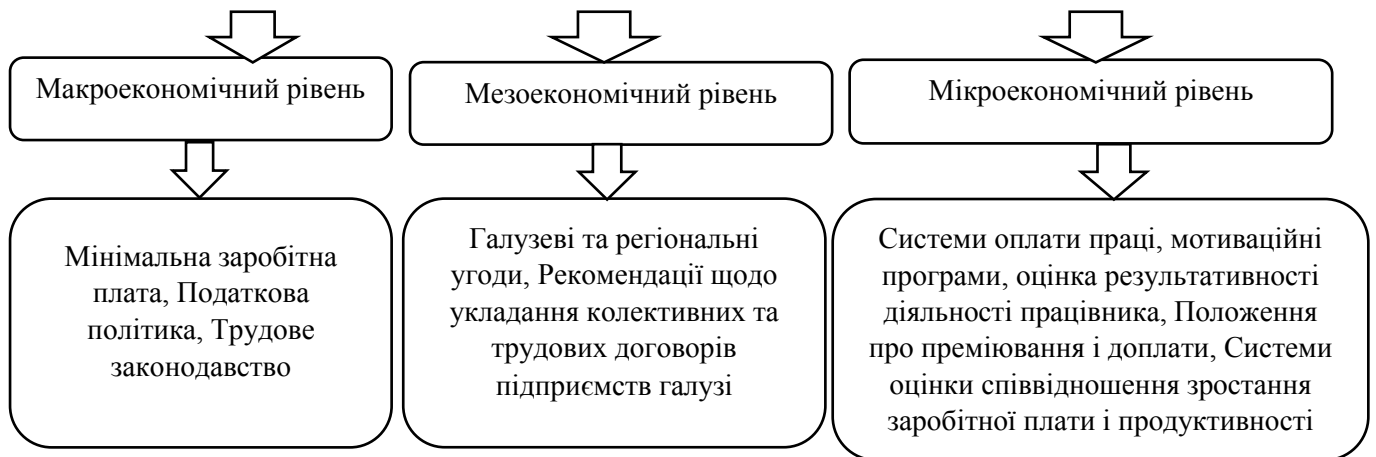 Макроекономічний рівень
Мезоекономічний рівень
Мікроекономічний рівень
Мінімальна заробітна
плата, Податкова
політика, Трудове
законодавство
Галузеві та регіональні
угоди, Рекомендації щодо
укладання колективних та
трудових договорів
підприємств галузі
Системи оплати праці, мотиваційні
програми, оцінка результативності
діяльності працівника, Положення
про преміювання і доплати, Системи
оцінки співвідношення зростання
заробітної плати і продуктивності